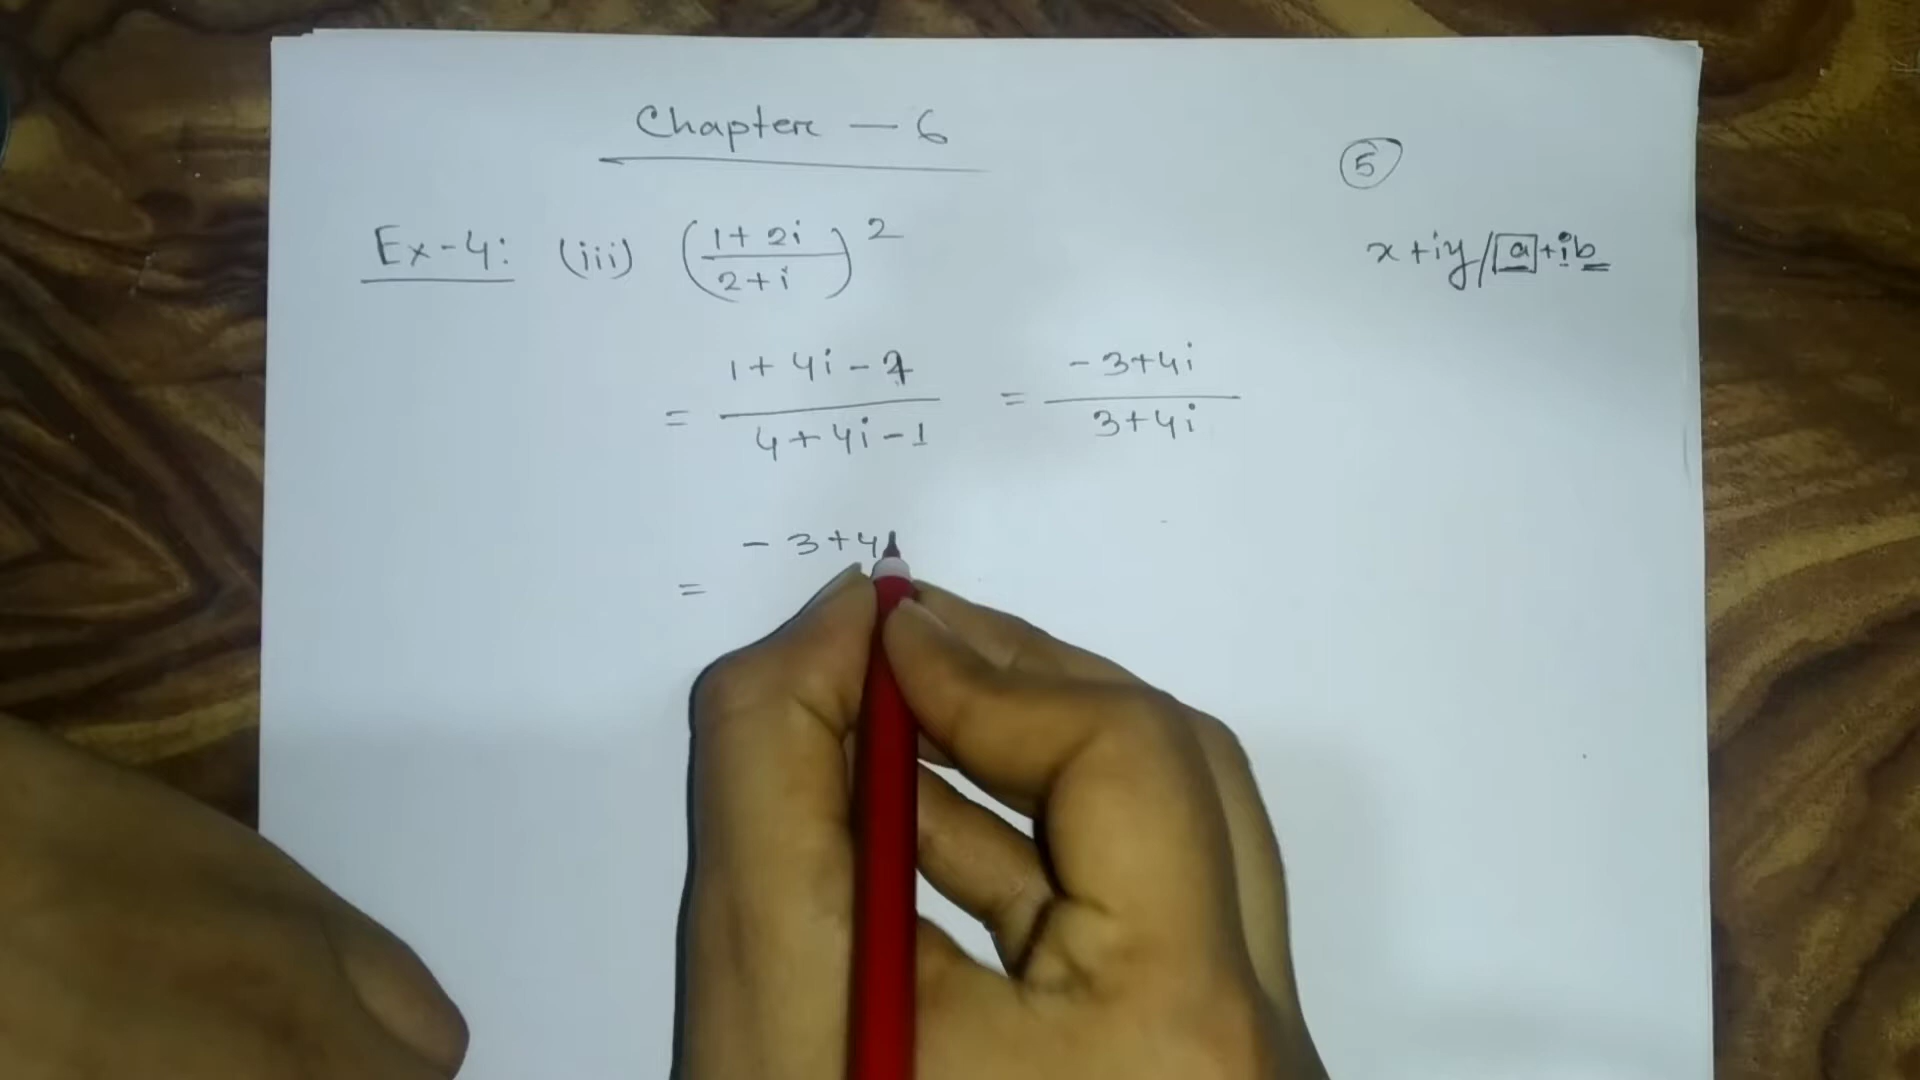 Chapter — 6
5
Ex-4: (iii) ((1+2i)/(2+i))^2
x+iy/a+ib
= (1+4i-4)/(4+4i-1) = (-3+4i)/(3+4i)
= -3+4